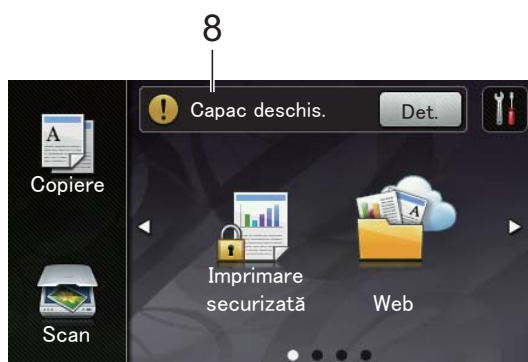 8
Capac deschis.
Det.
Copiere
Imprimare
securizată
Web
Scan